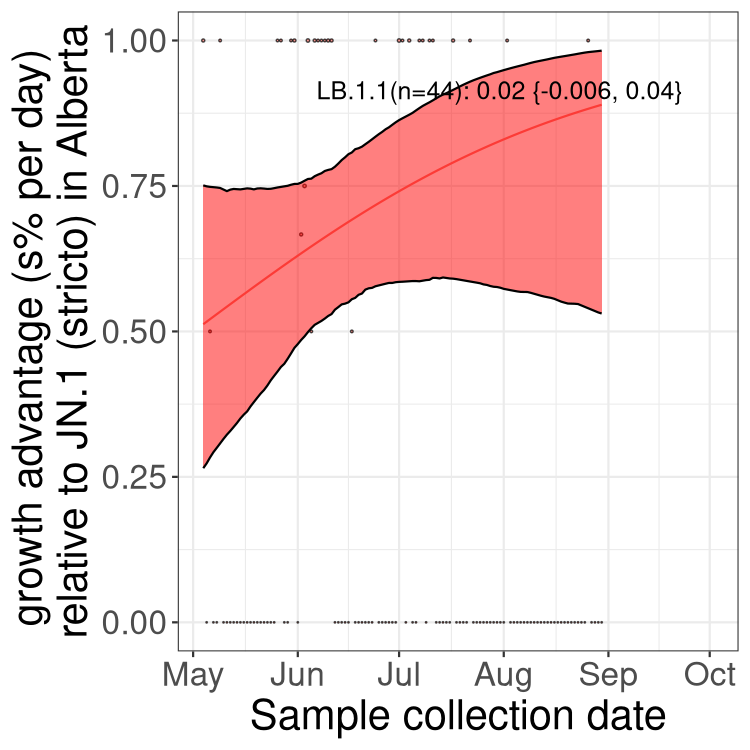 growth advantage (s% per day)
relative to JN.1 (stricto) in Alberta
1.00
0.75
0.50
0.25
0.00
LB.1.1(n=44): 0.02 {-0.006, 0.04}
May Jun Jul Aug Sep Oct
Sample collection date